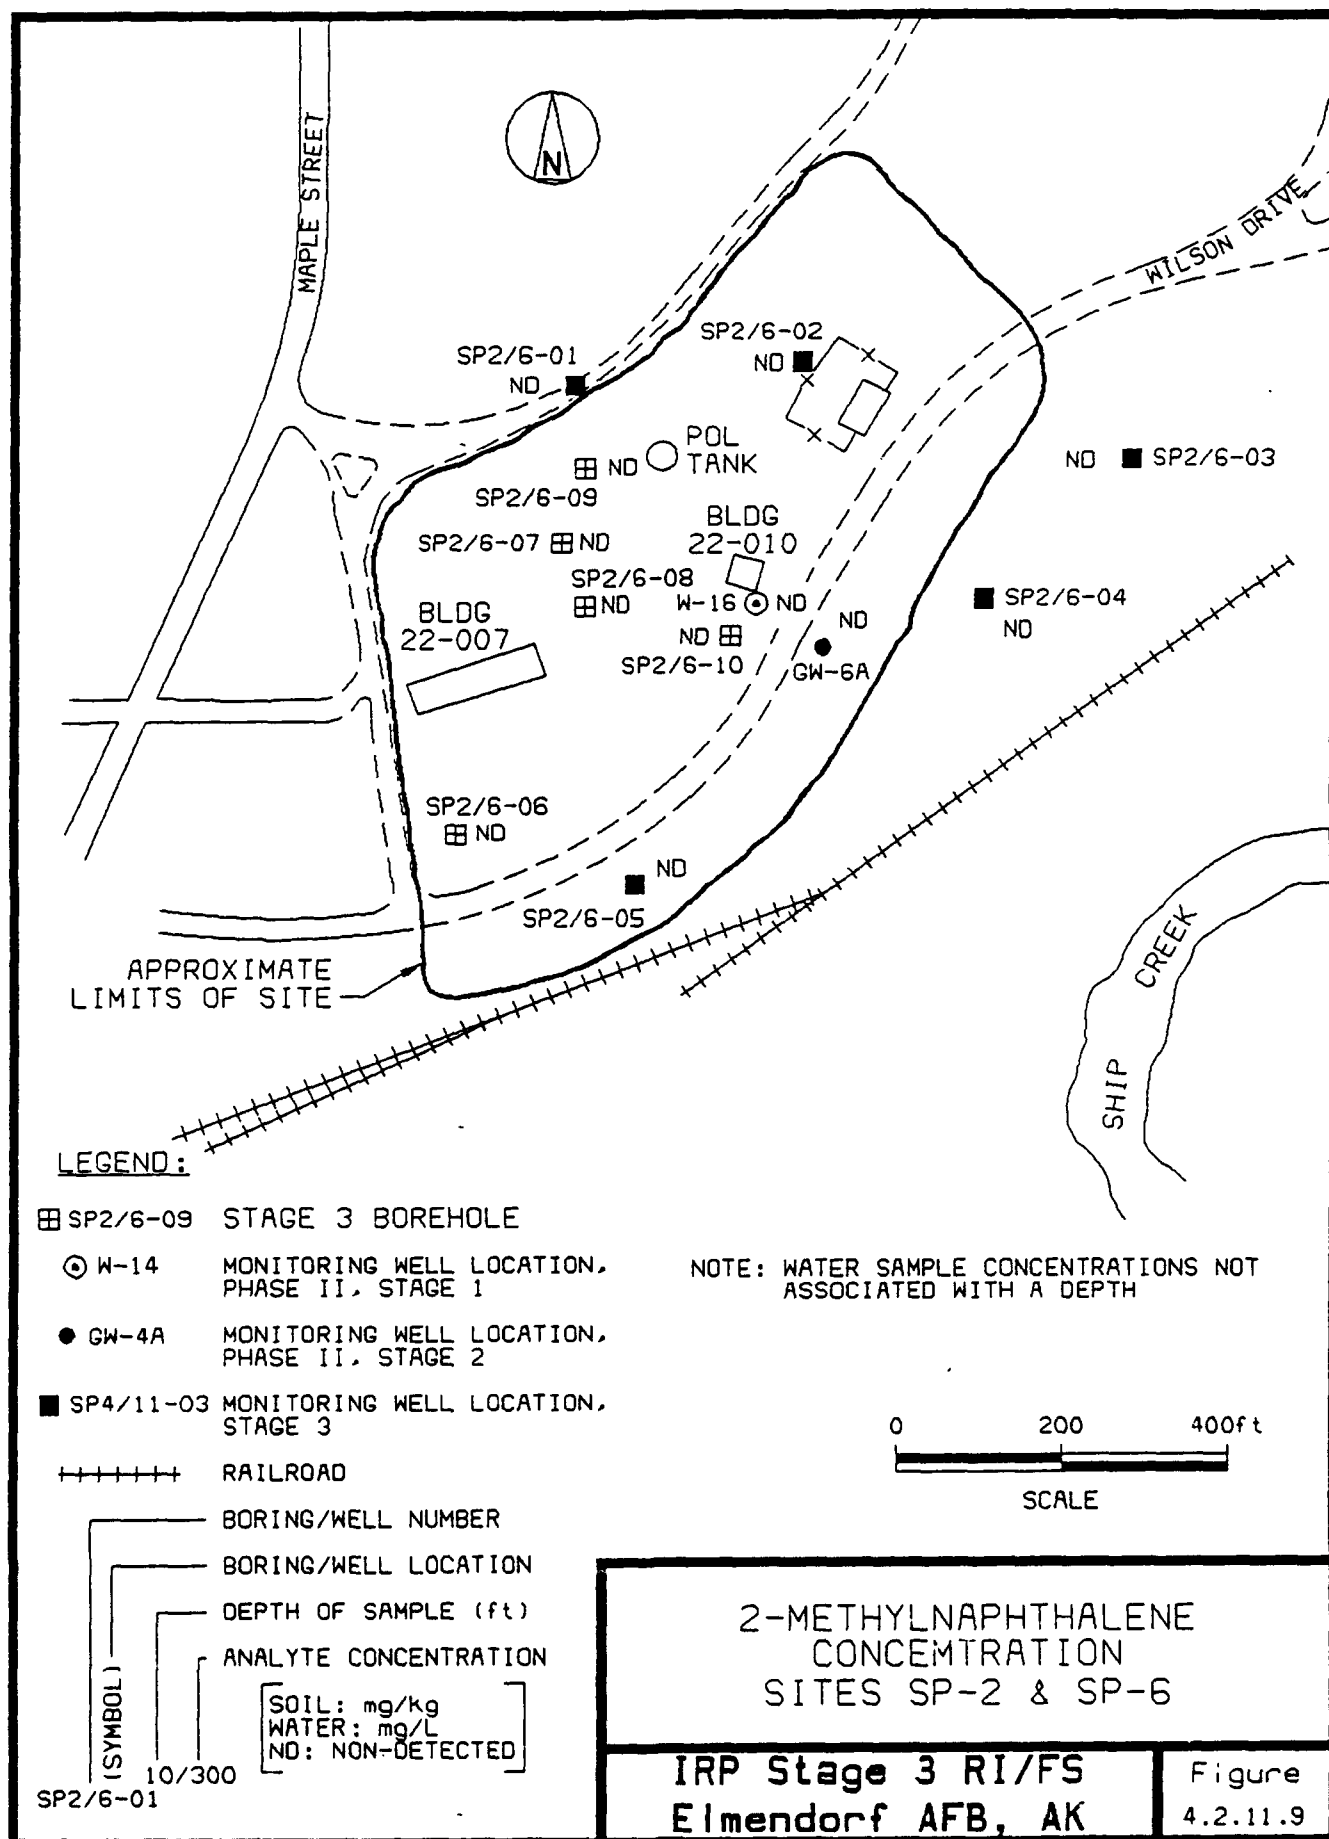 MAPLE STREET
N
WILSON DRIVE
SP2/6-01
ND
SP2/6-02
ND
ND
SP2/6-03
POL
TANK
ND
SP2/6-09
BLDG
22-010
SP2/6-07
ND
SP2/6-08
ND
W-16
ND
SP2/6-04
ND
BLDG
22-007
ND
SP2/6-10
ND
GW-6A
SP2/6-06
ND
ND
SP2/6-05
APPROXIMATE
LIMITS OF SITE
SHIP CREEK
LEGEND:
SP2/6-09 STAGE 3 BOREHOLE
W-14 MONITORING WELL LOCATION,
PHASE II, STAGE 1
GW-4A MONITORING WELL LOCATION,
PHASE II, STAGE 2
SP4/11-03 MONITORING WELL LOCATION,
STAGE 3
RAILROAD
BORING/WELL NUMBER
BORING/WELL LOCATION
DEPTH OF SAMPLE (ft)
ANALYTE CONCENTRATION
SOIL: mg/kg
WATER: mg/L
ND: NON-DETECTED
(SYMBOL)
10/300
SP2/6-01
NOTE: WATER SAMPLE CONCENTRATIONS NOT
ASSOCIATED WITH A DEPTH
0 200 400ft
SCALE
2-METHYLNAPHTHALENE
CONCEMTRATION
SITES SP-2 & SP-6
IRP Stage 3 RI/FS
Elmendorf AFB, AK
Figure
4.2.11.9